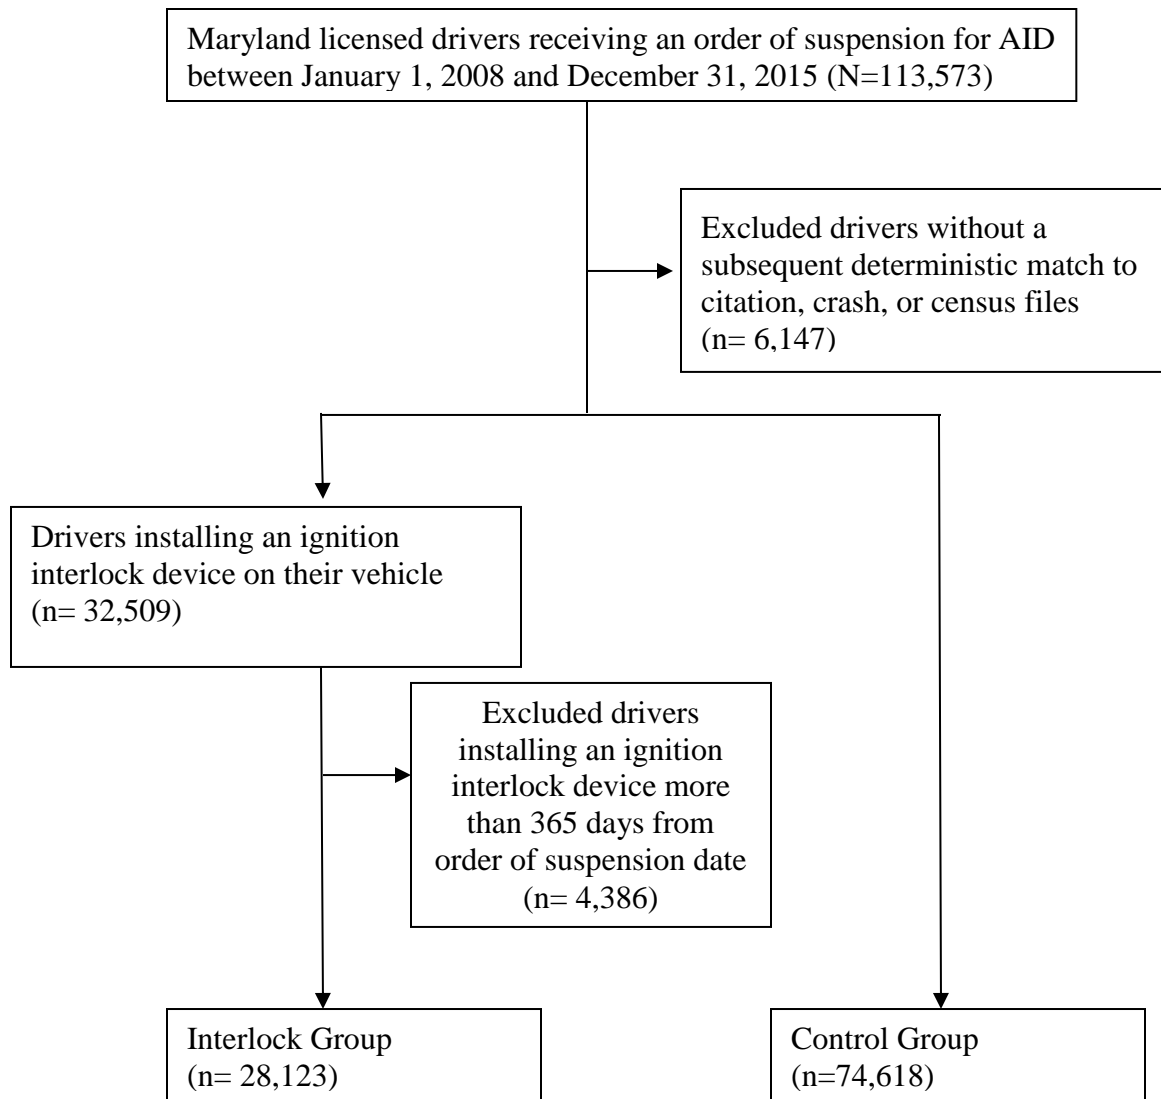 Maryland licensed drivers receiving an order of suspension for AID
between January 1, 2008 and December 31, 2015 (N=113,573)
Excluded drivers without a
subsequent deterministic match to
citation, crash, or census files
(n= 6,147)
Drivers installing an ignition
interlock device on their vehicle
(n= 32,509)
Excluded drivers
installing an ignition
interlock device more
than 365 days from
order of suspension date
(n= 4,386)
Interlock Group
(n= 28,123)
Control Group
(n=74,618)